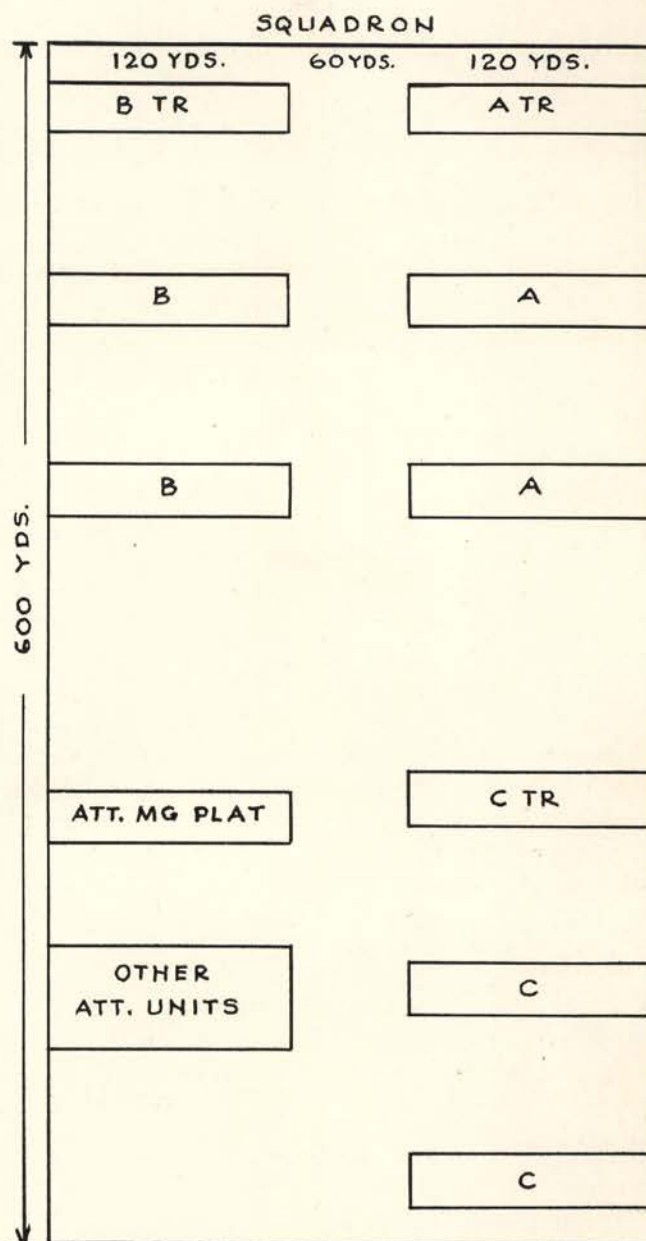 SQUADRON
120 YDS. 60 YDS. 120 YDS.
B TR A TR
B A
B A
600 YDS.
ATT. MG PLAT C TR
OTHER
ATT. UNITS
C
C